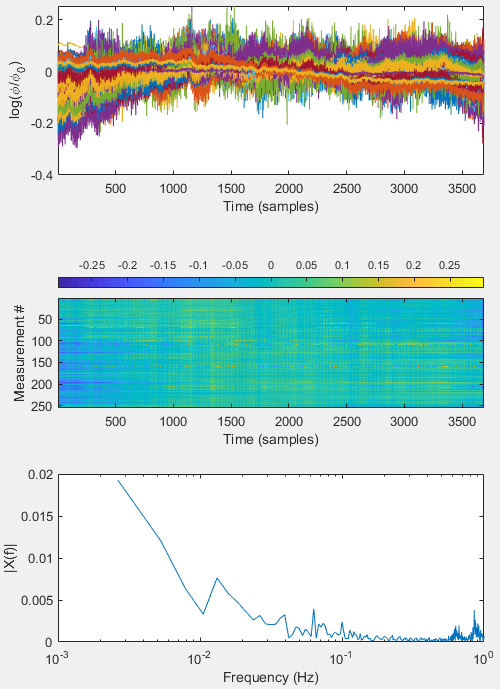 0.2
0
-0.2
-0.4
log(ϕ/ϕ0)
500 1000 1500 2000 2500 3000 3500
Time (samples)
-0.25 -0.2 -0.15 -0.1 -0.05 0 0.05 0.1 0.15 0.2 0.25
50
100
150
200
250
Measurement #
500 1000 1500 2000 2500 3000 3500
Time (samples)
0.02
0.015
0.01
0.005
0
|X(f)|
10^-3 10^-2 10^-1 10^0
Frequency (Hz)